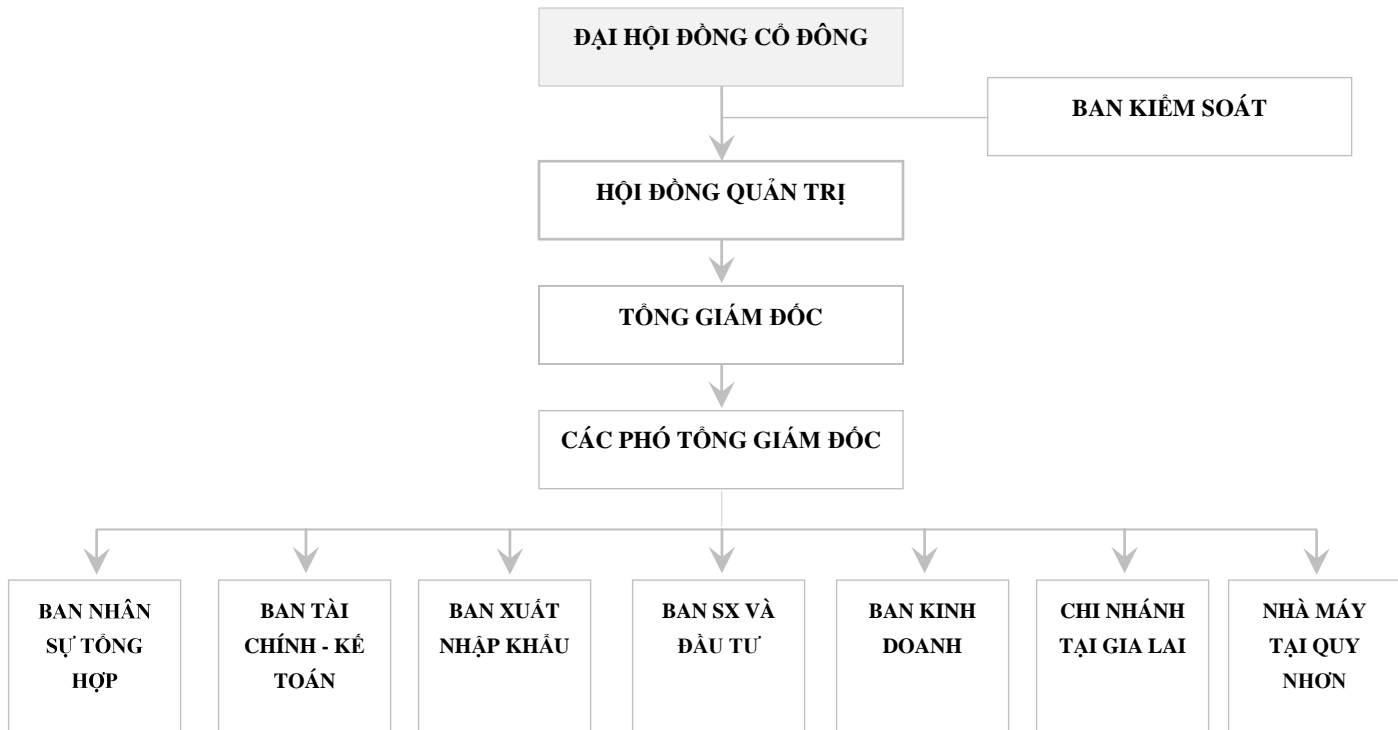 ĐẠI HỘI ĐỒNG CỔ ĐÔNG
BAN KIỂM SOÁT
HỘI ĐỒNG QUẢN TRỊ
TỔNG GIÁM ĐỐC
CÁC PHÓ TỔNG GIÁM ĐỐC
BAN NHÂN
SỰ TỔNG
HỢP
BAN TÀI
CHÍNH - KẾ
TOÁN
BAN XUẤT
NHẬP KHẨU
BAN SX VÀ
ĐẦU TƯ
BAN KINH
DOANH
CHI NHÁNH
TẠI GIA LAI
NHÀ MÁY
TẠI QUY
NHƠN